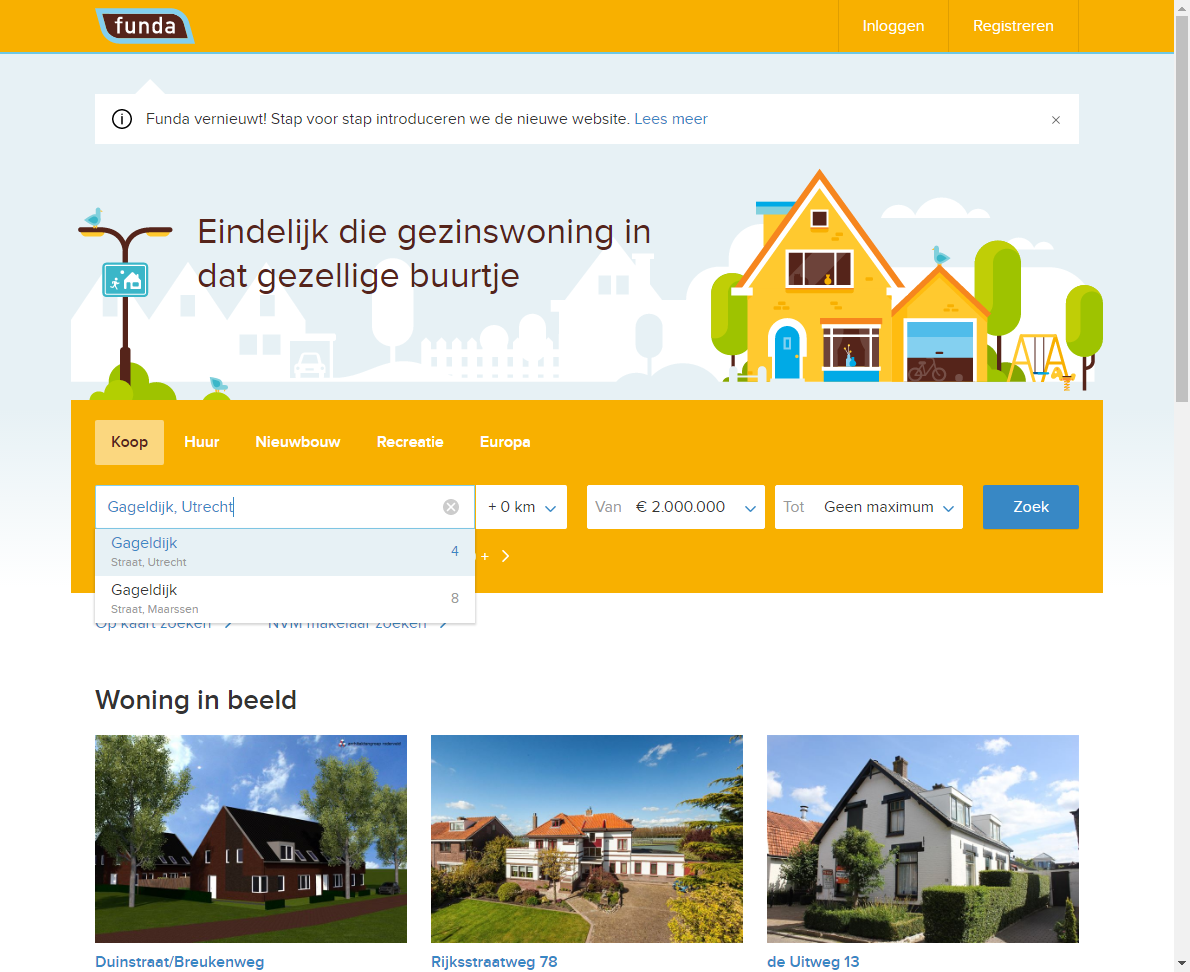 funda
Inloggen
Registreren
Funda vernieuwt! Stap voor stap introduceren we de nieuwe website. Lees meer
Eindelijk die gezinswoning in
dat gezellige buurtje
Koop
Huur
Nieuwbouw
Recreatie
Europa
Gageldijk, Utrecht
+ 0 km
Van € 2.000.000
Tot Geen maximum
Zoek
Gageldijk
Straat, Utrecht
4
+
Gageldijk
Straat, Maarssen
8
Op kaart zoeken
NVM makelaar zoeken
Woning in beeld
Duinstraat/Breukenweg
Rijksstraatweg 78
de Uitweg 13